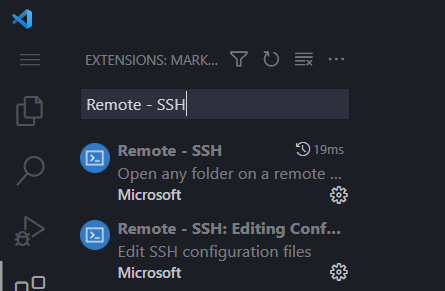 EXTENSIONS: MARK...
Remote - SSH
Remote - SSH 19ms
Open any folder on a remote ...
Microsoft
Remote - SSH: Editing Conf...
Edit SSH configuration files
Microsoft